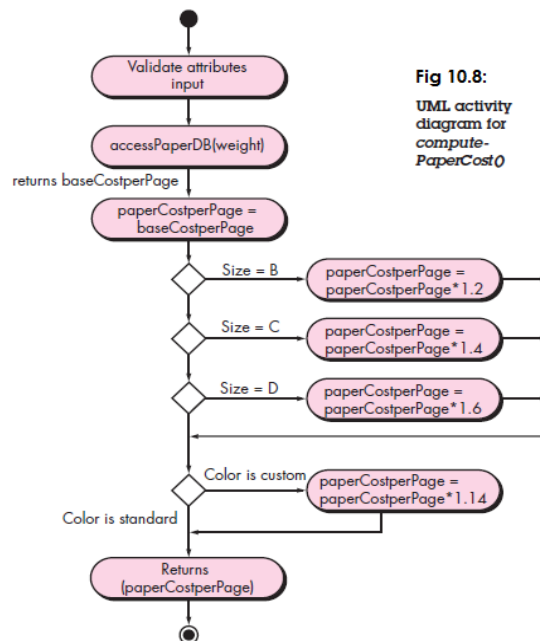 Validate attributes
input
Fig 10.8:
UML activity
diagram for
compute-
PaperCost()
accessPaperDB(weight)
returns baseCostperPage
paperCostperPage =
baseCostperPage
Size = B
paperCostperPage =
paperCostperPage*1.2
Size = C
paperCostperPage =
paperCostperPage*1.4
Size = D
paperCostperPage =
paperCostperPage*1.6
Color is custom
paperCostperPage =
paperCostperPage*1.14
Color is standard
Returns
(paperCostperPage)